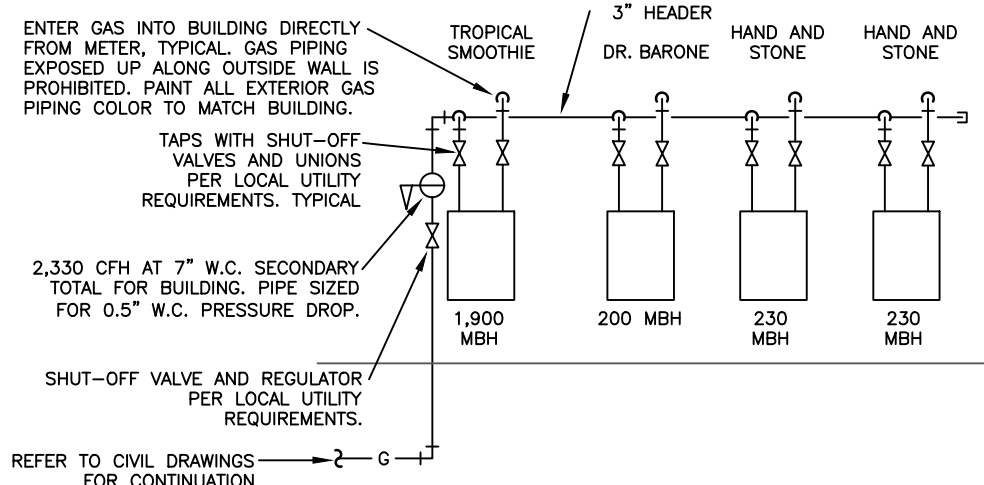 ENTER GAS INTO BUILDING DIRECTLY
FROM METER, TYPICAL. GAS PIPING
EXPOSED UP ALONG OUTSIDE WALL IS
PROHIBITED. PAINT ALL EXTERIOR GAS
PIPING COLOR TO MATCH BUILDING.
TROPICAL
SMOOTHIE
3" HEADER
DR. BARONE
HAND AND
STONE
HAND AND
STONE
TAPS WITH SHUT-OFF
VALVES AND UNIONS
PER LOCAL UTILITY
REQUIREMENTS. TYPICAL
2,330 CFH AT 7" W.C. SECONDARY
TOTAL FOR BUILDING. PIPE SIZED
FOR 0.5" W.C. PRESSURE DROP.
1,900
MBH
200 MBH
230
MBH
230
MBH
SHUT-OFF VALVE AND REGULATOR
PER LOCAL UTILITY
REQUIREMENTS.
REFER TO CIVIL DRAWINGS
FOR CONTINUATION
G